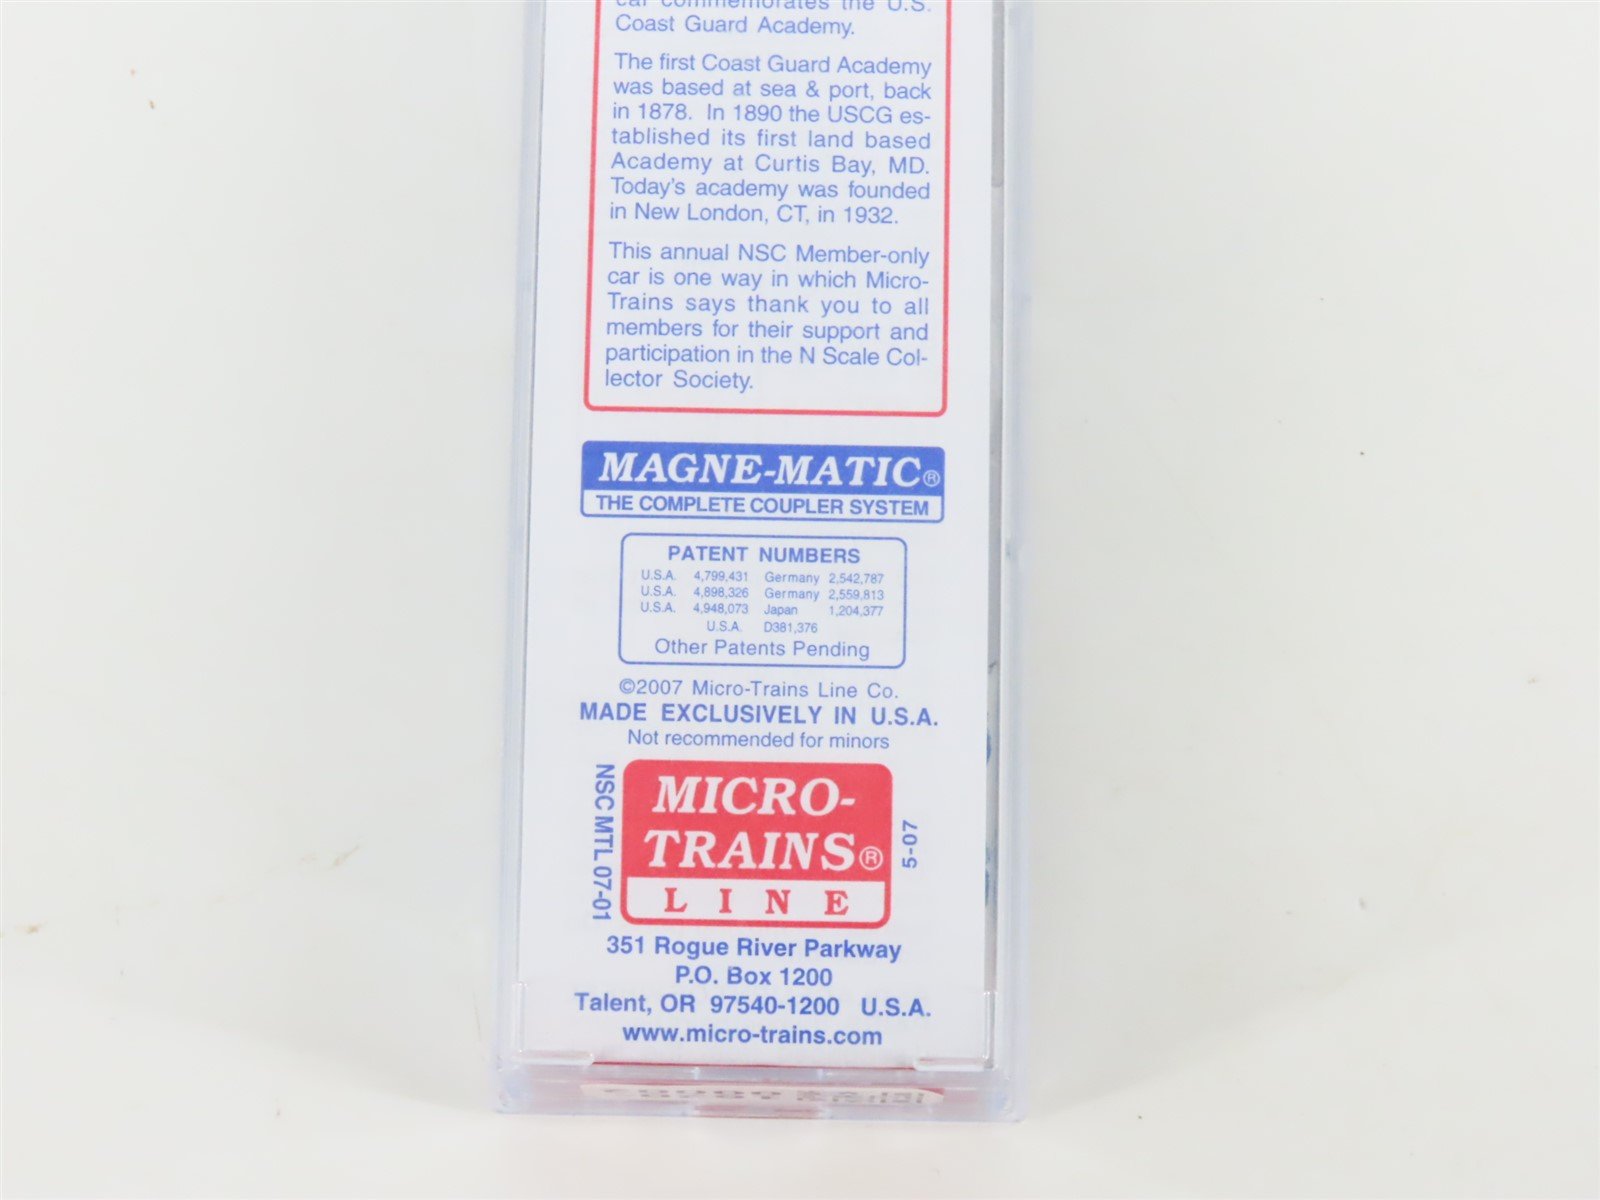 car commemorates the U.S.
Coast Guard Academy.
The first Coast Guard Academy
was based at sea & port, back
in 1878. In 1890 the USCG es-
tablished its first land based
Academy at Curtis Bay, MD.
Today's academy was founded
in New London, CT, in 1932.
This annual NSC Member-only
car is one way in which Micro-
Trains says thank you to all
members for their support and
participation in the N Scale Col-
lector Society.
MAGNE-MATIC®
THE COMPLETE COUPLER SYSTEM
PATENT NUMBERS
U.S.A. 4,799,431 Germany 2,542,787
U.S.A. 4,898,326 Germany 2,559,813
U.S.A. 4,948,073 Japan 1,204,377
U.S.A. D381,376
Other Patents Pending
©2007 Micro-Trains Line Co.
MADE EXCLUSIVELY IN U.S.A.
Not recommended for minors
NSC MTL 07-01
MICRO-
TRAINS®
LINE
5-07
351 Rogue River Parkway
P.O. Box 1200
Talent, OR 97540-1200 U.S.A.
www.micro-trains.com